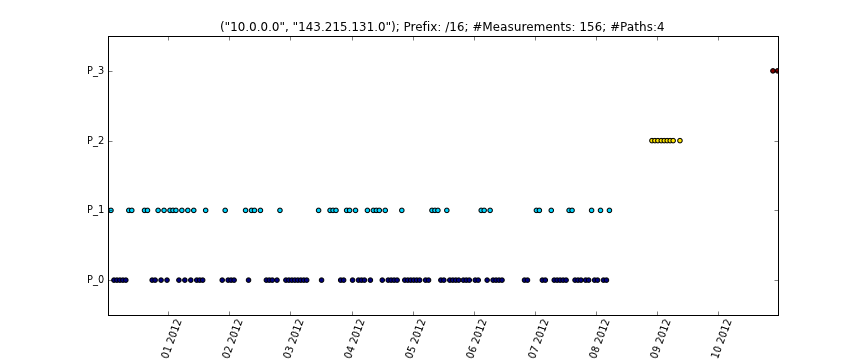 ("10.0.0.0", "143.215.131.0"); Prefix: /16; #Measurements: 156; #Paths:4
P_3
P_2
P_1
P_0
01 2012
02 2012
03 2012
04 2012
05 2012
06 2012
07 2012
08 2012
09 2012
10 2012